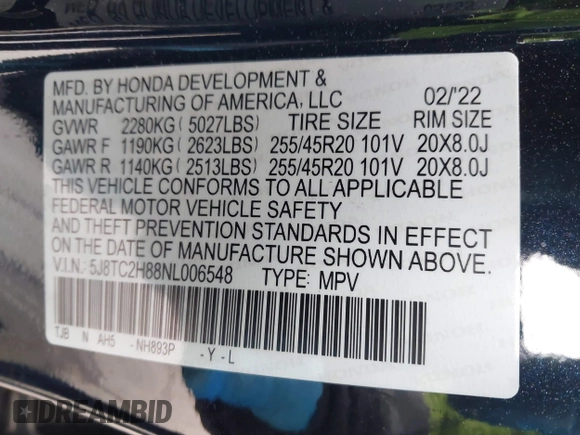 MFD. BY HONDA DEVELOPMENT &
MANUFACTURING OF AMERICA, LLC 02/'22
GVWR 2280KG ( 5027LBS) TIRE SIZE RIM SIZE
GAWR F 1190KG ( 2623LBS) 255/45R20 101V 20X8.0J
GAWR R 1140KG ( 2513LBS) 255/45R20 101V 20X8.0J
THIS VEHICLE CONFORMS TO ALL APPLICABLE
FEDERAL MOTOR VEHICLE SAFETY
AND THEFT PREVENTION STANDARDS IN EFFECT
ON THE DATE OF MANUFACTURE SHOWN ABOVE.
V.I.N.: 5J8TC2H88NL006548 TYPE: MPV
TJB N AH5 -NH893P - Y - L
DREAMBID